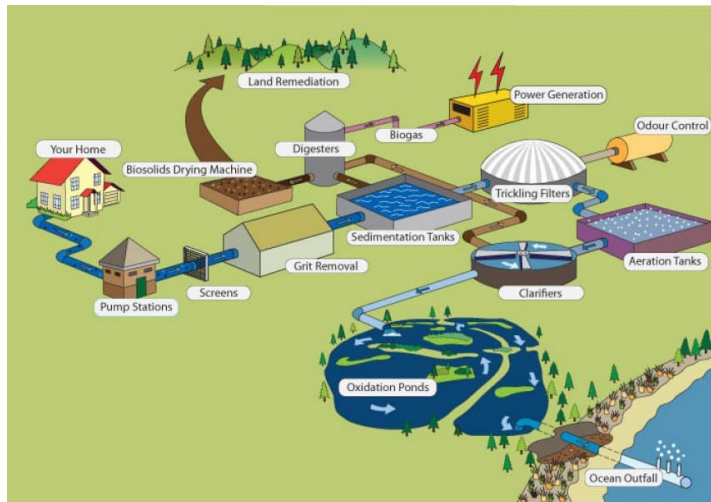 Land Remediation
Power Generation
Biogas
Odour Control
Your Home
Digesters
Biosolids Drying Machine
Trickling Filters
Sedimentation Tanks
Grit Removal
Aeration Tanks
Screens
Clarifiers
Pump Stations
Oxidation Ponds
Ocean Outfall